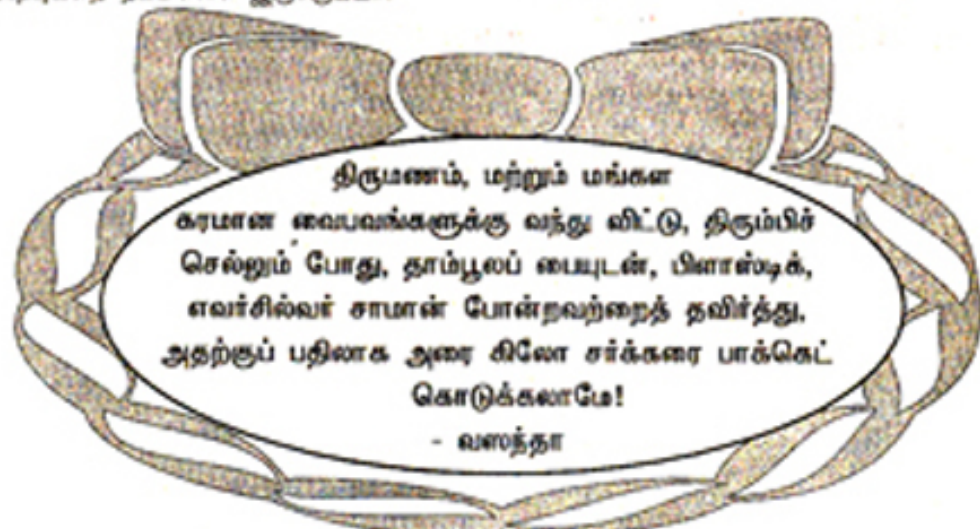 திருமணம், மற்றும் மங்கள
கரமான வைபவங்களுக்கு வந்து விட்டு, திரும்பிச்
செல்லும் போது, தாம்பூலப் பையுடன், பிளாஸ்டிக்,
எவர்சில்வர் சாமான் போன்றவற்றைத் தவிர்த்து,
அதற்குப் பதிலாக அரை கிலோ சர்க்கரை பாக்கெட்
கொடுக்கலாமே!
- வஸந்தா